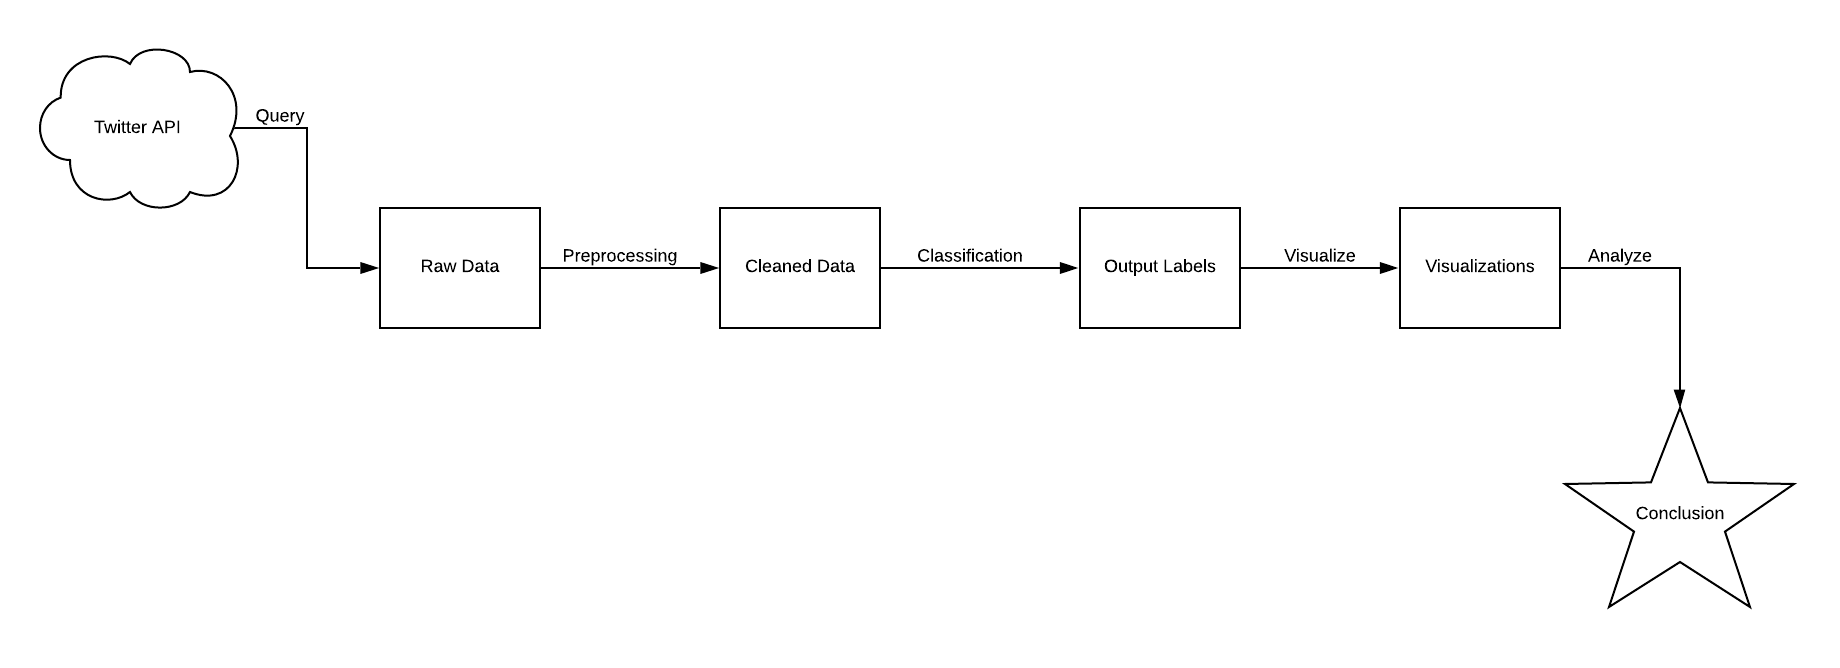 Twitter API
Query
Raw Data
Preprocessing
Cleaned Data
Classification
Output Labels
Visualize
Visualizations
Analyze
Conclusion